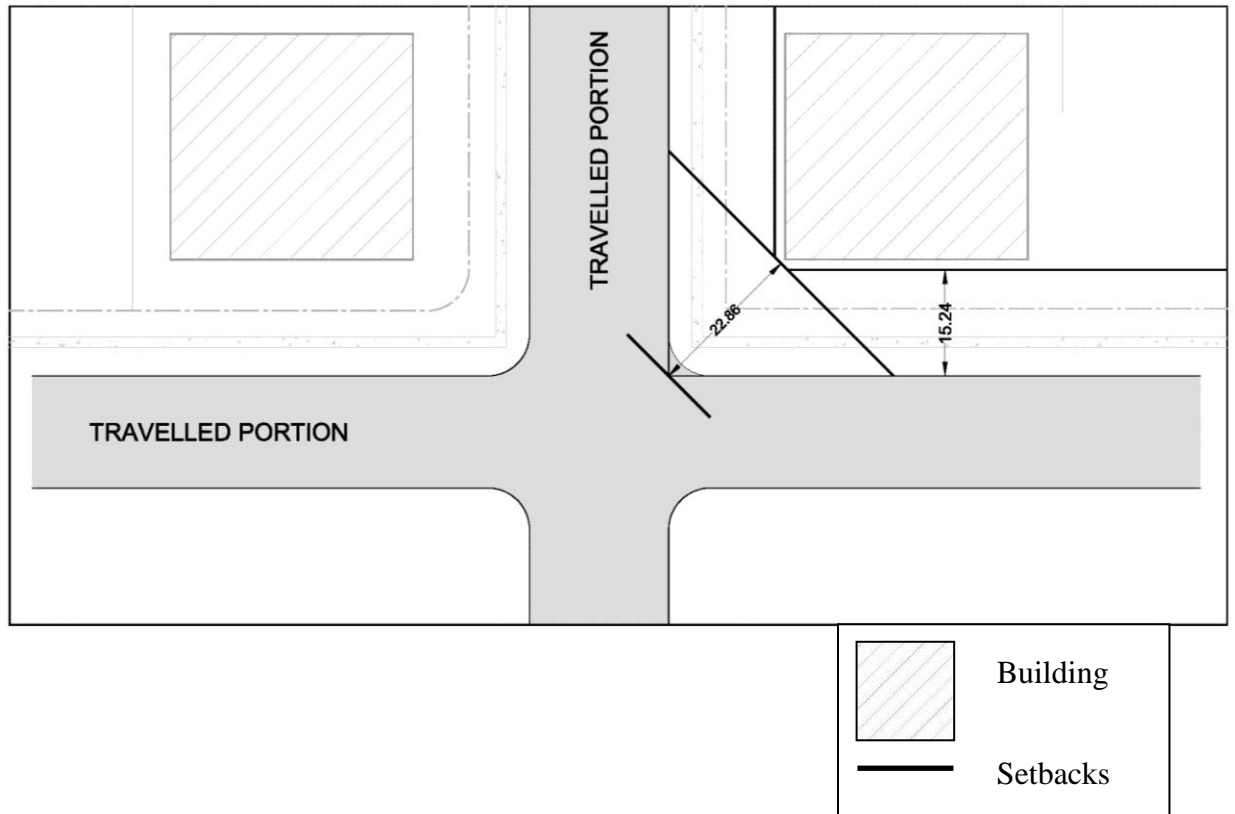 TRAVELLED PORTION
22.86
15.24
TRAVELLED PORTION
Building
Setbacks